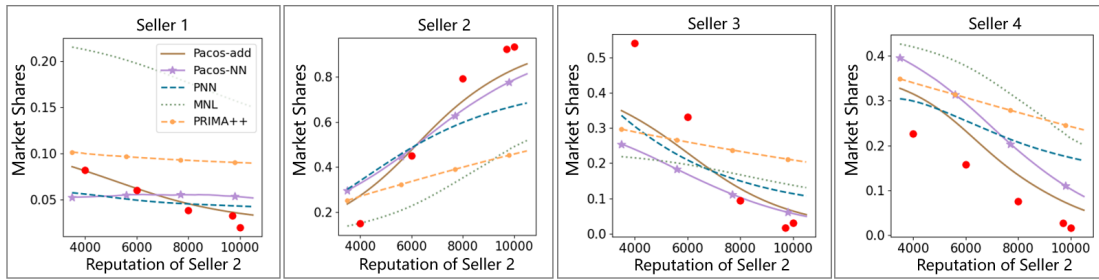 Seller 1
Market Shares
0.20
0.15
0.10
0.05
Pacos-add
Pacos-NN
PNN
MNL
PRIMA++
4000 6000 8000 10000
Reputation of Seller 2
Seller 2
Market Shares
0.8
0.6
0.4
0.2
4000 6000 8000 10000
Reputation of Seller 2
Seller 3
Market Shares
0.5
0.4
0.3
0.2
0.1
0.0
4000 6000 8000 10000
Reputation of Seller 2
Seller 4
Market Shares
0.4
0.3
0.2
0.1
0.0
4000 6000 8000 10000
Reputation of Seller 2